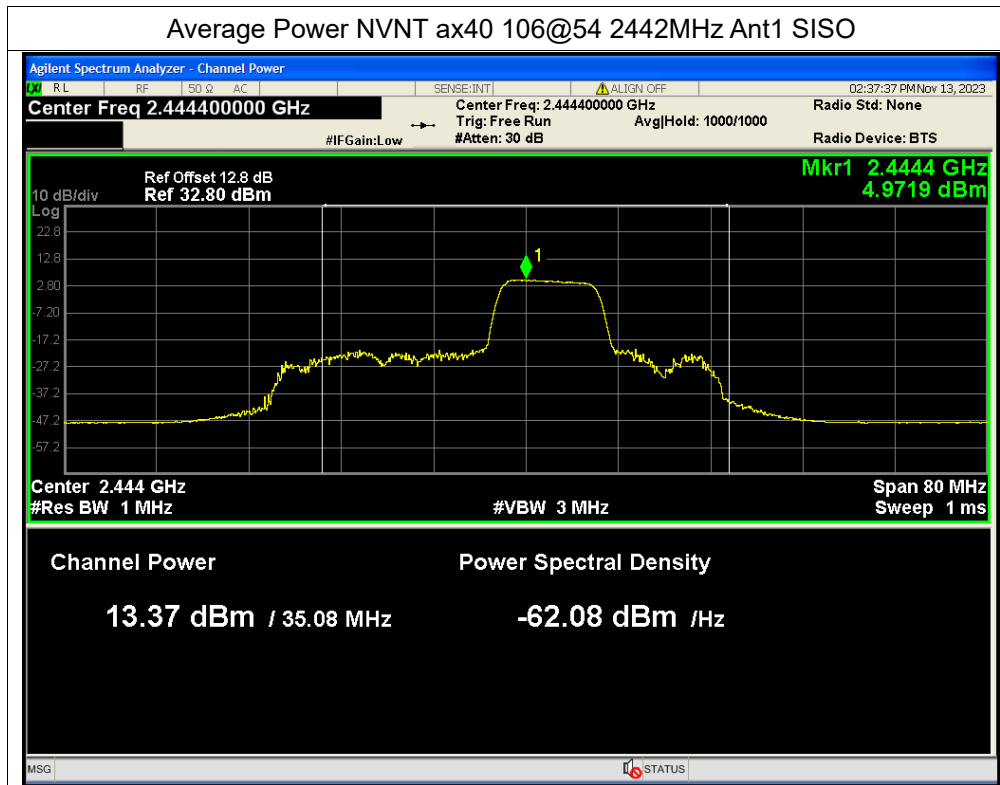 Average Power NVNT ax40 106@54 2442MHz Ant1 SISO
Agilent Spectrum Analyzer - Channel Power
LXI RL RF 50 Ω AC SENSE:INT ALIGN OFF 02:37:37 PM Nov 13, 2023
Center Freq 2.444400000 GHz Center Freq: 2.444400000 GHz Radio Std: None
Trig: Free Run Avg|Hold: 1000/1000
#IFGain:Low #Atten: 30 dB Radio Device: BTS
Mkr1 2.4444 GHz
Ref Offset 12.8 dB
10 dB/div Ref 32.80 dBm 4.9719 dBm
Log
22.8
12.8
1
2.80
-7.20
-17.2
-27.2
-37.2
-47.2
-57.2
Center 2.444 GHz Span 80 MHz
#Res BW 1 MHz #VBW 3 MHz Sweep 1 ms
Channel Power Power Spectral Density
13.37 dBm / 35.08 MHz -62.08 dBm /Hz
MSG STATUS